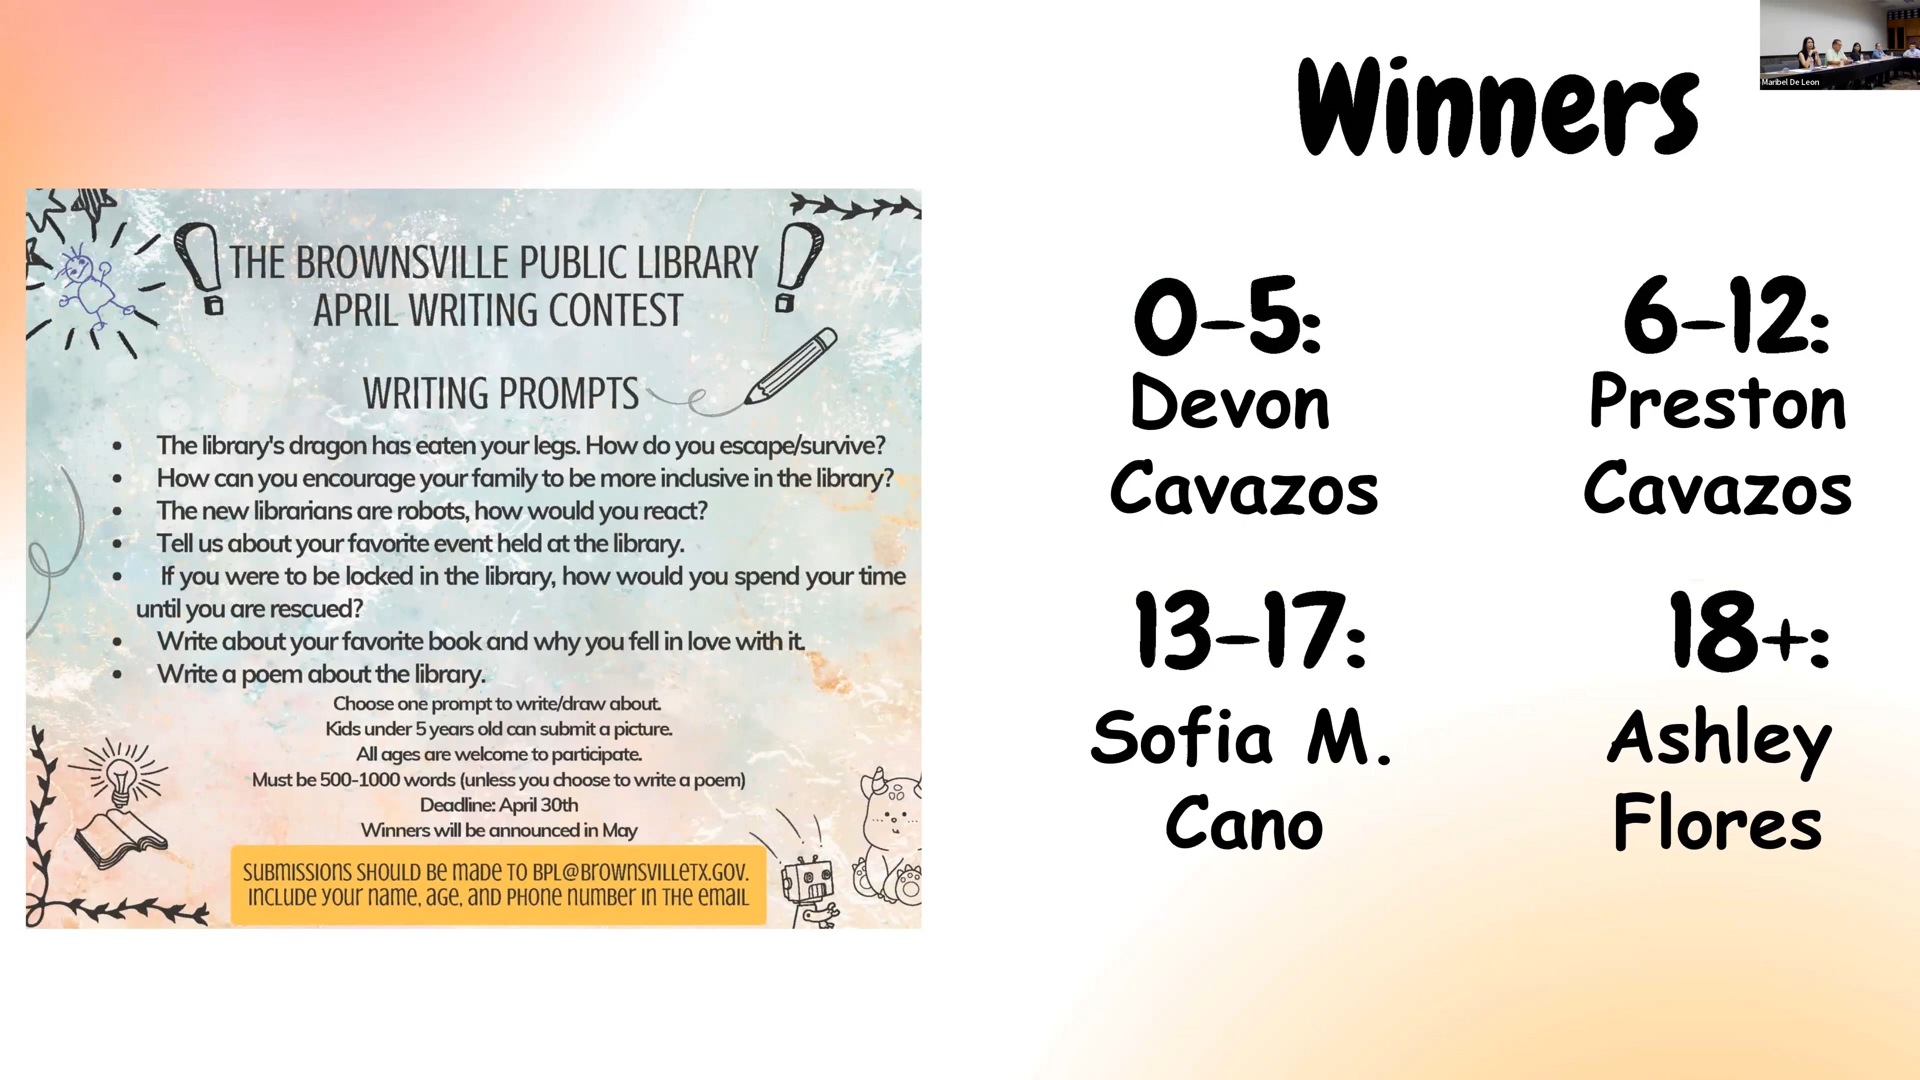 THE BROWNSVILLE PUBLIC LIBRARY
APRIL WRITING CONTEST
WRITING PROMPTS
• The library's dragon has eaten your legs. How do you escape/survive?
• How can you encourage your family to be more inclusive in the library?
• The new librarians are robots, how would you react?
• Tell us about your favorite event held at the library.
• If you were to be locked in the library, how would you spend your time
until you are rescued?
• Write about your favorite book and why you fell in love with it.
• Write a poem about the library.
Choose one prompt to write/draw about.
Kids under 5 years old can submit a picture.
All ages are welcome to participate.
Must be 500-1000 words (unless you choose to write a poem)
Deadline: April 30th
Winners will be announced in May
SUBMISSIONS SHOULD BE MADE TO BPL@BROWNSVILLETX.GOV.
INCLUDE YOUR NAME, AGE, AND PHONE NUMBER IN THE EMAIL
Winners
0-5:
Devon
Cavazos
6-12:
Preston
Cavazos
13-17:
Sofia M.
Cano
18+:
Ashley
Flores
Maribel De Leon